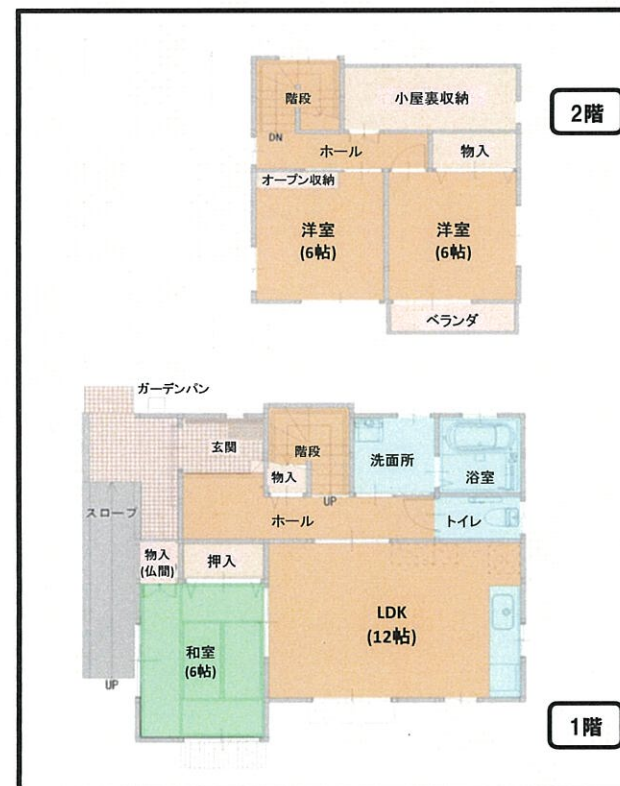 階段
小屋裏収納
2階
DN
ホール
物入
オープン収納
洋室
(6帖)
洋室
(6帖)
ベランダ
ガーデンパン
玄関
階段
洗面所
物入
浴室
スロープ
UP
ホール
トイレ
物入
(仏間)
押入
LDK
(12帖)
和室
(6帖)
UP
1階